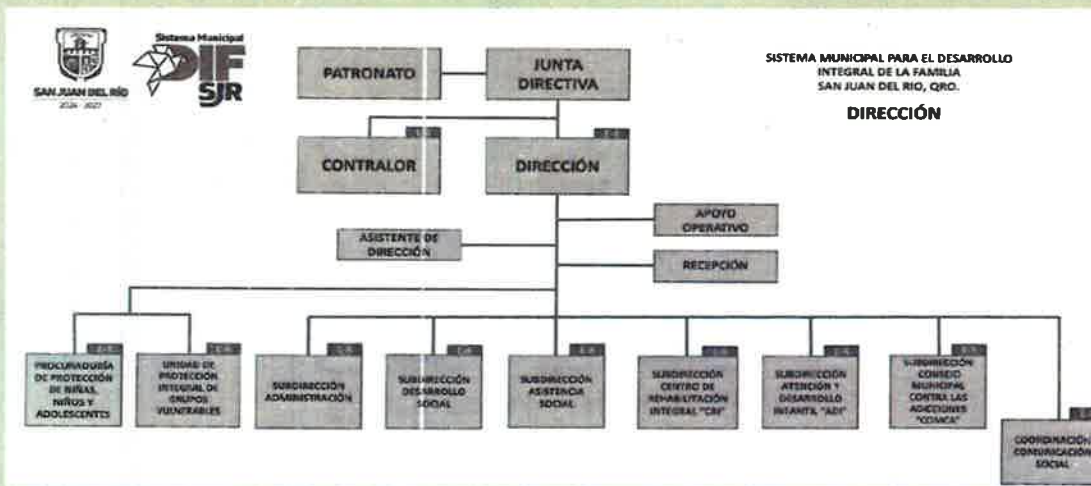 SAN JUAN DEL RÍO
2024 - 2027
Sistema Municipal
DIF
SJR
SISTEMA MUNICIPAL PARA EL DESARROLLO
INTEGRAL DE LA FAMILIA
SAN JUAN DEL RIO, QRO.
DIRECCIÓN
PATRONATO
JUNTA
DIRECTIVA
CONTRALOR
DIRECCIÓN
APOYO
OPERATIVO
ASISTENTE DE
DIRECCIÓN
RECEPCIÓN
PROCURADURÍA
DE PROTECCIÓN
DE NIÑAS,
NIÑOS Y
ADOLESCENTES
UNIDAD DE
PROTECCIÓN
INTEGRAL DE
GRUPOS
VULNERABLES
SUBDIRECCIÓN
ADMINISTRACIÓN
SUBDIRECCIÓN
DESARROLLO
SOCIAL
SUBDIRECCIÓN
ASISTENCIA
SOCIAL
SUBDIRECCIÓN
CENTRO DE
REHABILITACIÓN
INTEGRAL "CRI"
SUBDIRECCIÓN
ATENCIÓN Y
DESARROLLO
INFANTIL "ADI"
SUBDIRECCIÓN
CONSEJO
MUNICIPAL
CONTRA LAS
ADICCIONES
"COMCA"
COORDINACIÓN
COMUNICACIÓN
SOCIAL